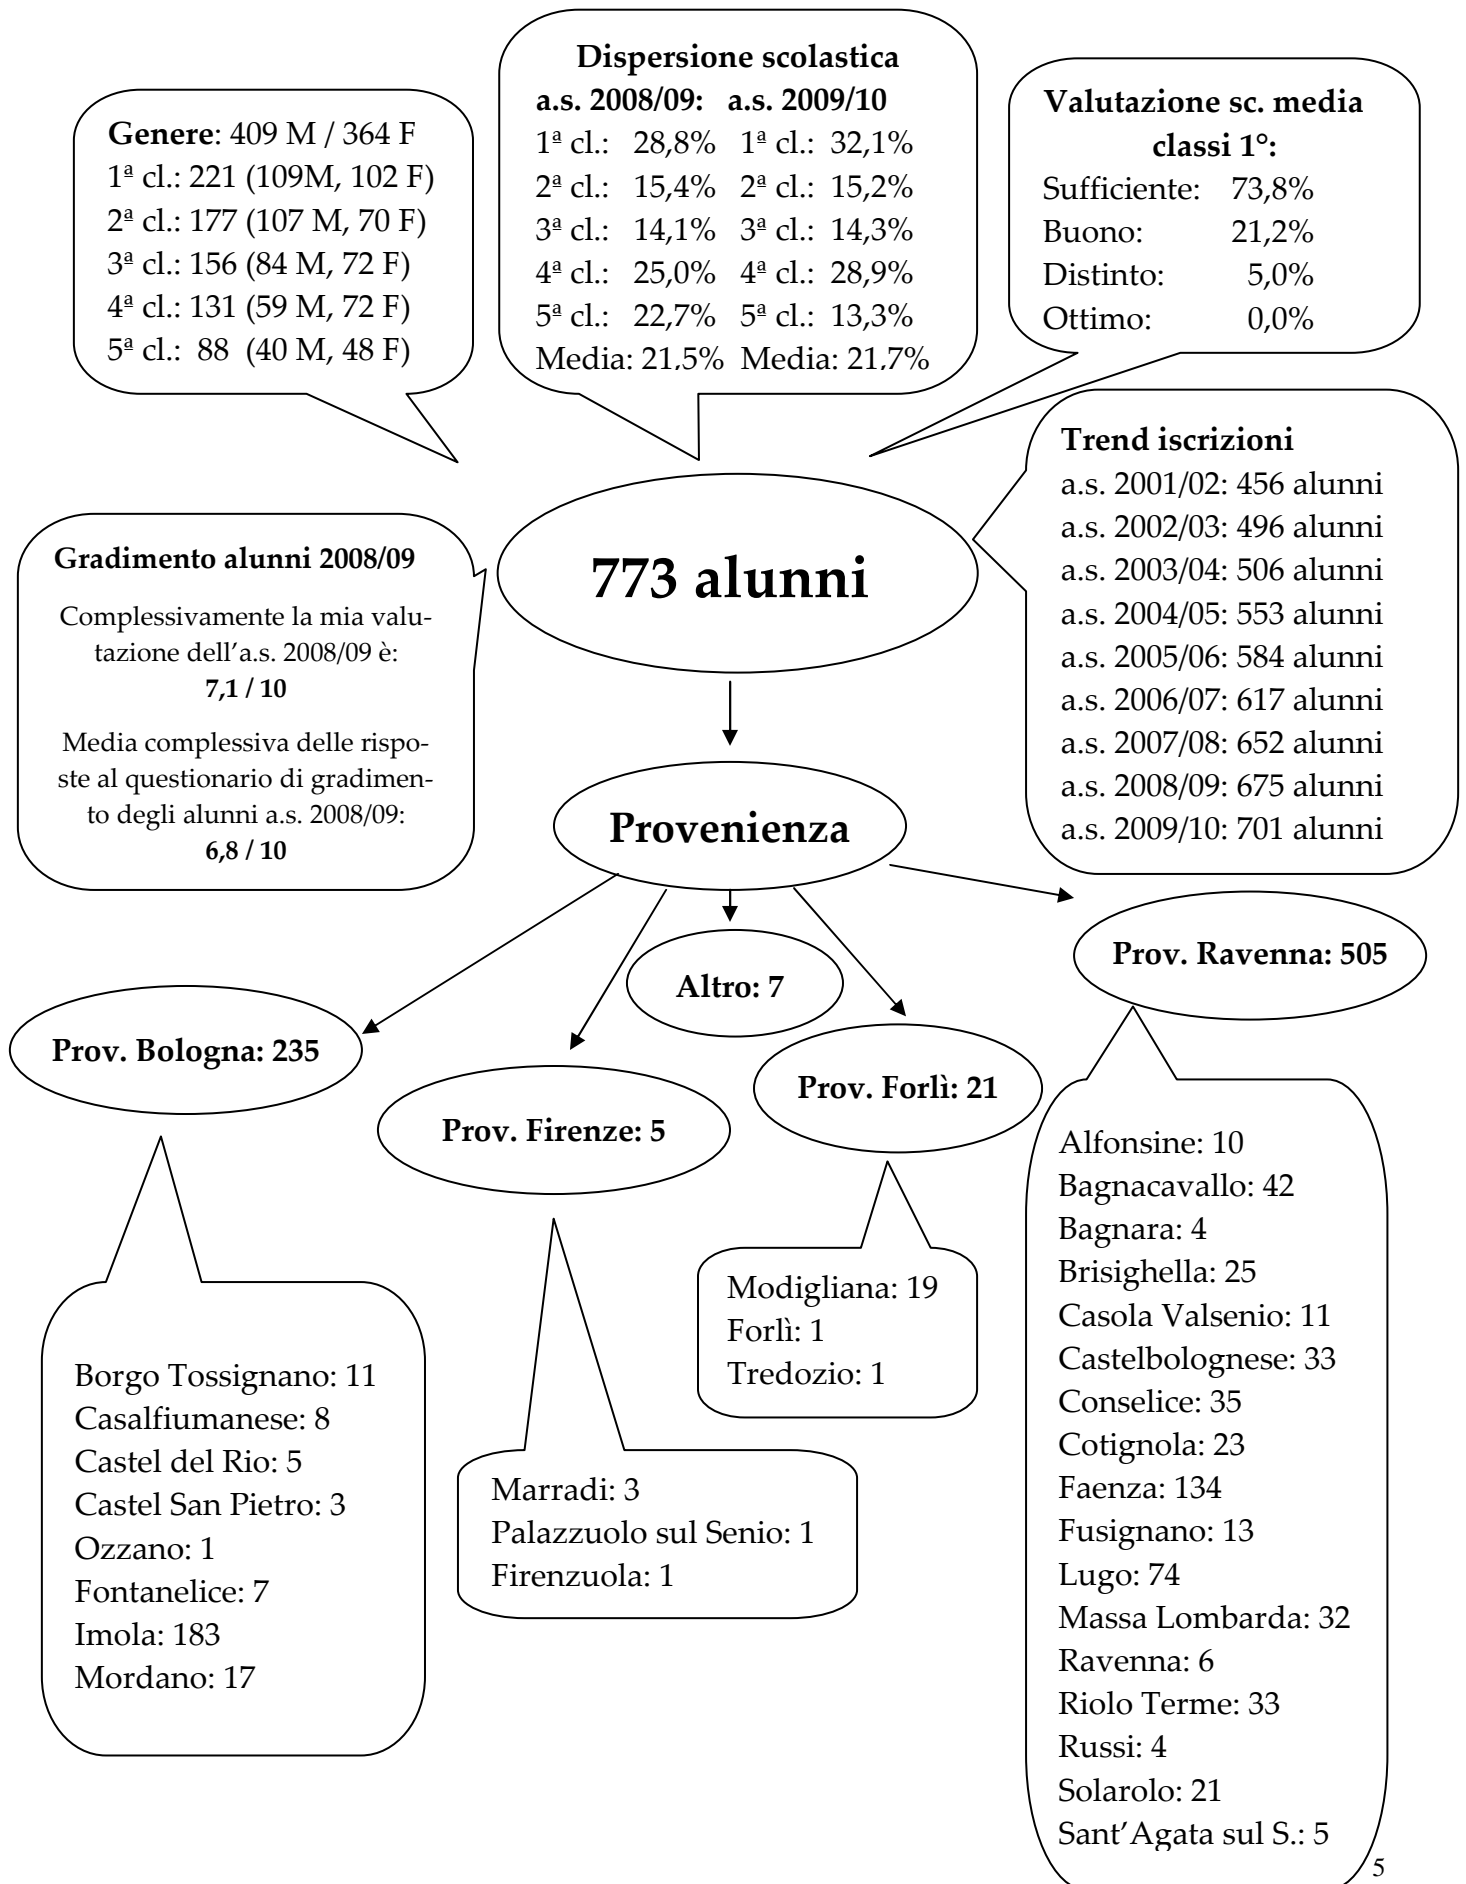 Genere: 409 M / 364 F
1ª cl.: 221 (109M, 102 F)
2ª cl.: 177 (107 M, 70 F)
3ª cl.: 156 (84 M, 72 F)
4ª cl.: 131 (59 M, 72 F)
5ª cl.: 88 (40 M, 48 F)
Dispersione scolastica
a.s. 2008/09: a.s. 2009/10
1ª cl.: 28,8% 1ª cl.: 32,1%
2ª cl.: 15,4% 2ª cl.: 15,2%
3ª cl.: 14,1% 3ª cl.: 14,3%
4ª cl.: 25,0% 4ª cl.: 28,9%
5ª cl.: 22,7% 5ª cl.: 13,3%
Media: 21,5% Media: 21,7%
Valutazione sc. media
classi 1°:
Sufficiente: 73,8%
Buono: 21,2%
Distinto: 5,0%
Ottimo: 0,0%
Trend iscrizioni
a.s. 2001/02: 456 alunni
a.s. 2002/03: 496 alunni
a.s. 2003/04: 506 alunni
a.s. 2004/05: 553 alunni
a.s. 2005/06: 584 alunni
a.s. 2006/07: 617 alunni
a.s. 2007/08: 652 alunni
a.s. 2008/09: 675 alunni
a.s. 2009/10: 701 alunni
Gradimento alunni 2008/09
Complessivamente la mia valu-
tazione dell'a.s. 2008/09 è:
7,1 / 10
Media complessiva delle rispo-
ste al questionario di gradimen-
to degli alunni a.s. 2008/09:
6,8 / 10
773 alunni
Provenienza
Prov. Bologna: 235
Prov. Firenze: 5
Altro: 7
Prov. Forlì: 21
Prov. Ravenna: 505
Borgo Tossignano: 11
Casalfiumanese: 8
Castel del Rio: 5
Castel San Pietro: 3
Ozzano: 1
Fontanelice: 7
Imola: 183
Mordano: 17
Marradi: 3
Palazzuolo sul Senio: 1
Firenzuola: 1
Modigliana: 19
Forlì: 1
Tredozio: 1
Alfonsine: 10
Bagnacavallo: 42
Bagnara: 4
Brisighella: 25
Casola Valsenio: 11
Castelbolognese: 33
Conselice: 35
Cotignola: 23
Faenza: 134
Fusignano: 13
Lugo: 74
Massa Lombarda: 32
Ravenna: 6
Riolo Terme: 33
Russi: 4
Solarolo: 21
Sant'Agata sul S.: 5
5